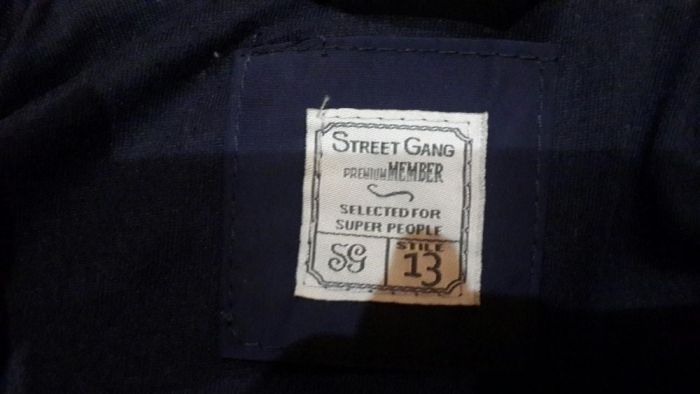 STREET GANG
PREMIUM MEMBER
SELECTED FOR
SUPER PEOPLE
SG
STILE
13